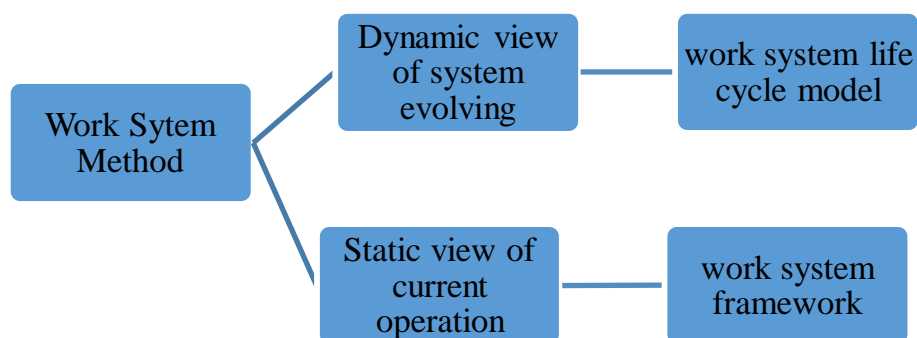 Work Sytem
Method
Dynamic view
of system
evolving
work system life
cycle model
Static view of
current
operation
work system
framework